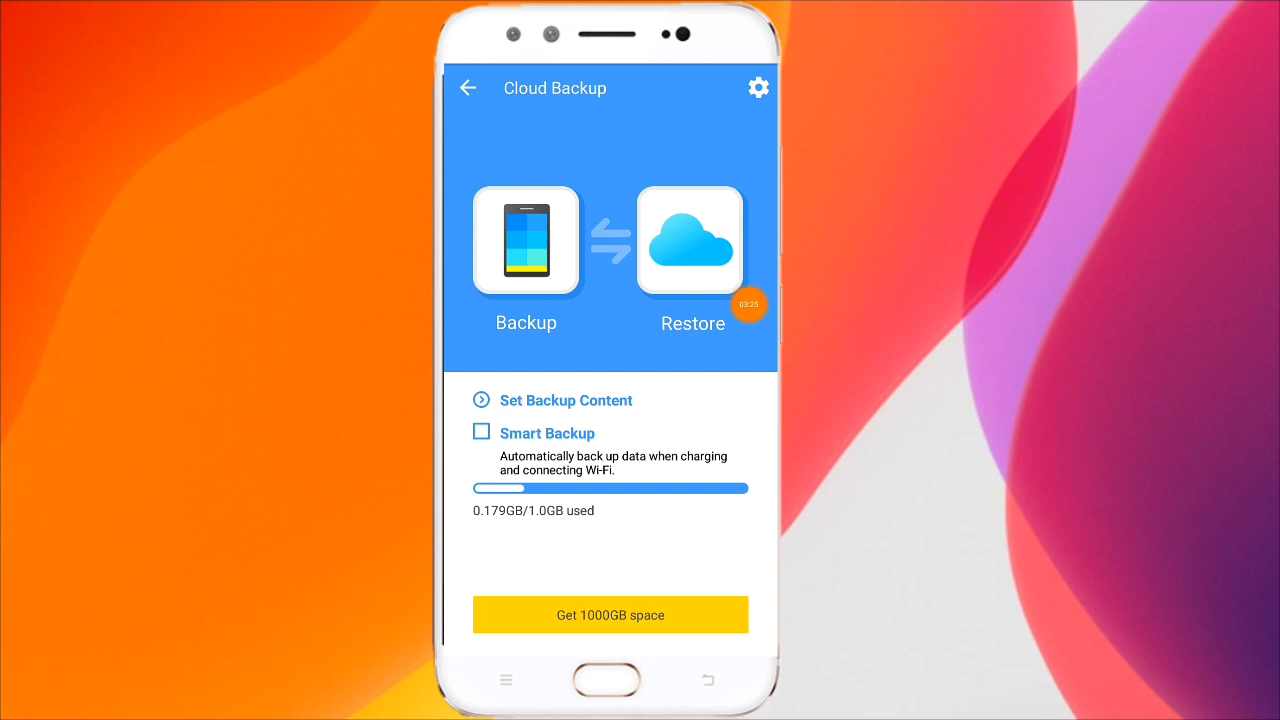 Cloud Backup
Backup
Restore
03:25
Set Backup Content
Smart Backup
Automatically back up data when charging
and connecting Wi-Fi.
0.179GB/1.0GB used
Get 1000GB space